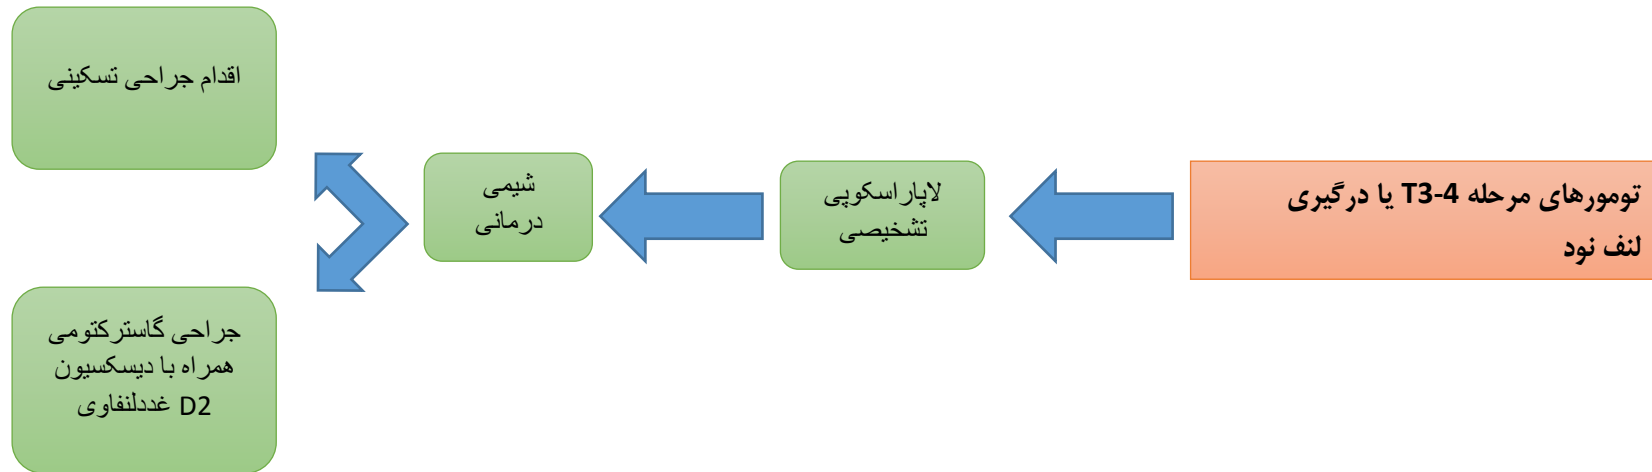 تومورهای مرحله T3-4 یا درگیری
لنف نود
لاپاراسکوپی
تشخیصی
شیمی
درمانی
اقدام جراحی تسکینی
جراحی گاسترکتومی
همراه با دیسکسیون
D2 غددلنفاوی